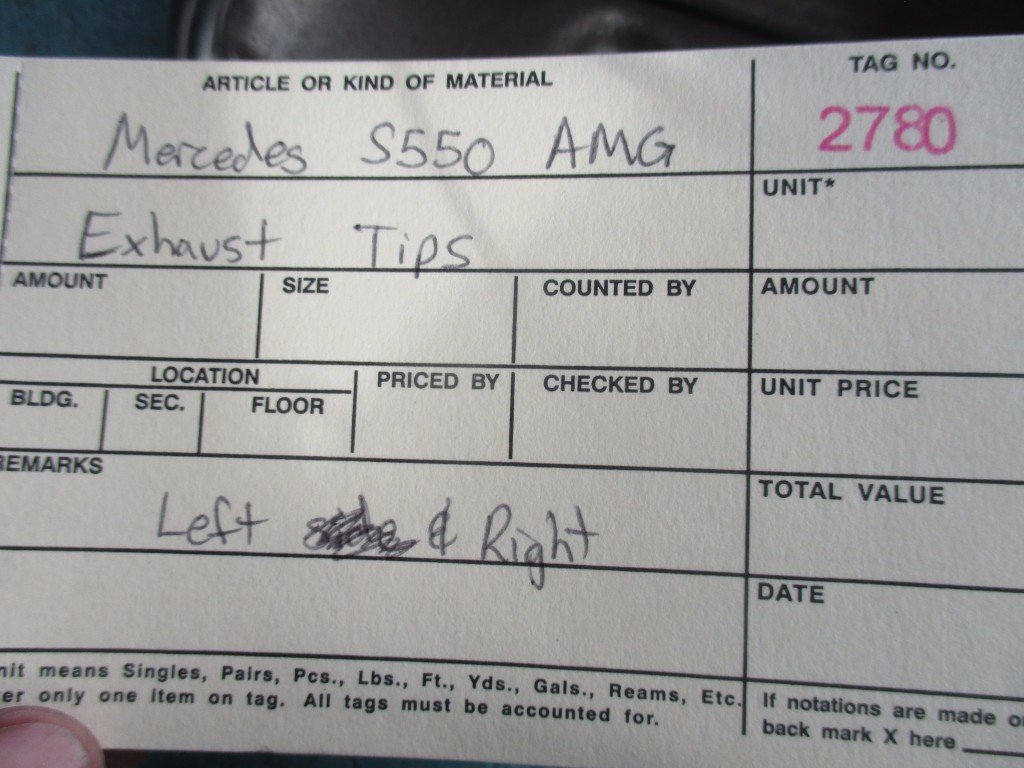 ARTICLE OR KIND OF MATERIAL
TAG NO.
Mercedes S550 AMG
2780
UNIT*
Exhaust Tips
AMOUNT SIZE COUNTED BY AMOUNT
LOCATION PRICED BY CHECKED BY UNIT PRICE
BLDG. SEC. FLOOR
REMARKS
TOTAL VALUE
Left & Right
DATE
nit means Singles, Pairs, Pcs., Lbs., Ft., Yds., Gals., Reams, Etc.
er only one item on tag. All tags must be accounted for.
If notations are made
back mark X here